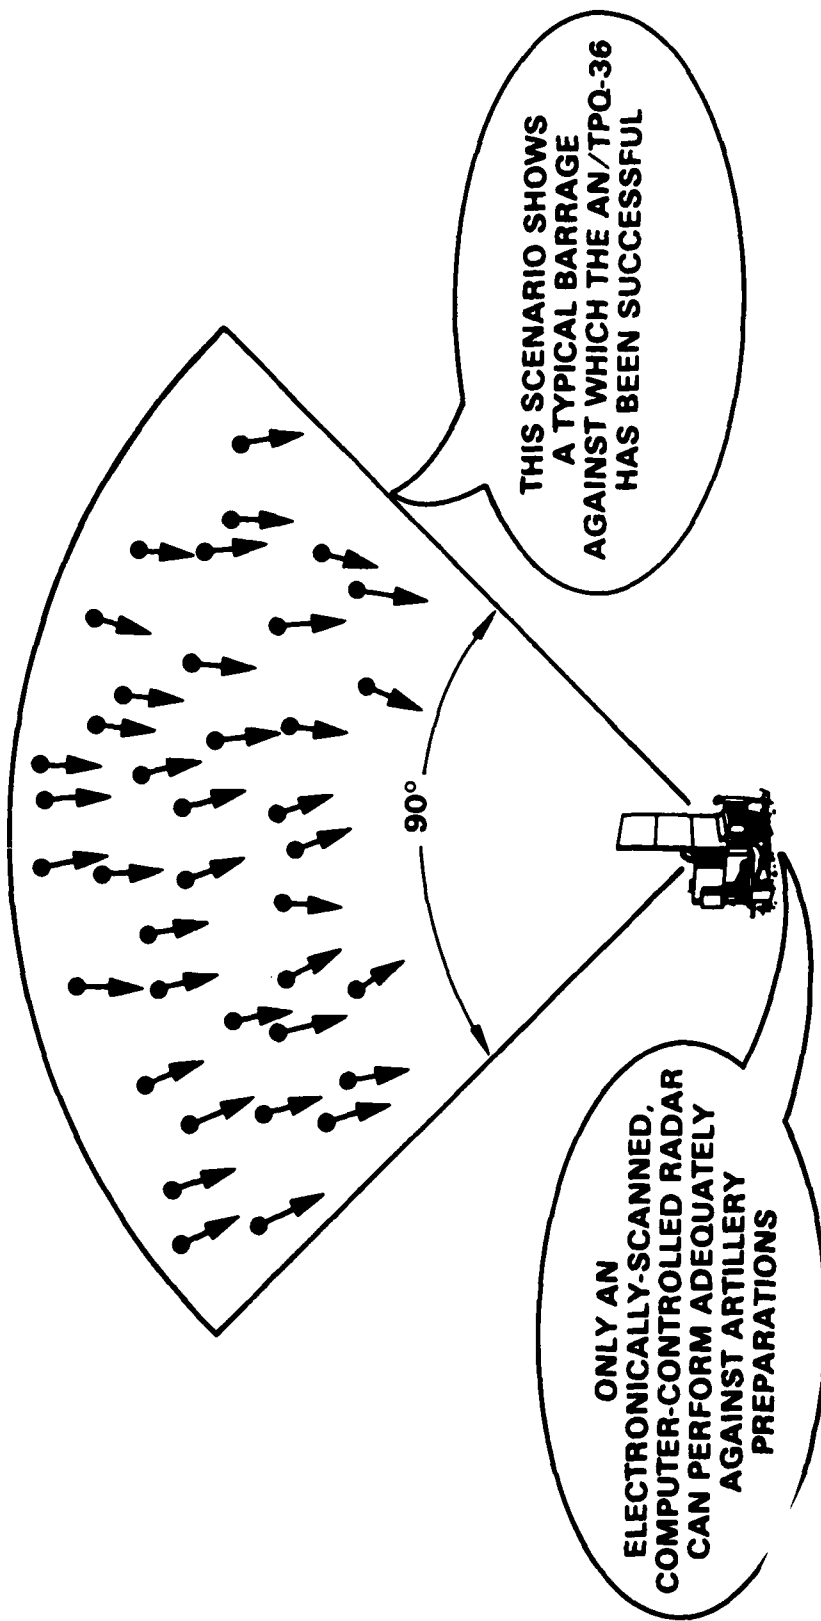 ONLY AN
ELECTRONICALLY-SCANNED,
COMPUTER-CONTROLLED RADAR
CAN PERFORM ADEQUATELY
AGAINST ARTILLERY
PREPARATIONS
90°
THIS SCENARIO SHOWS
A TYPICAL BARRAGE
AGAINST WHICH THE AN/TPQ-36
HAS BEEN SUCCESSFUL